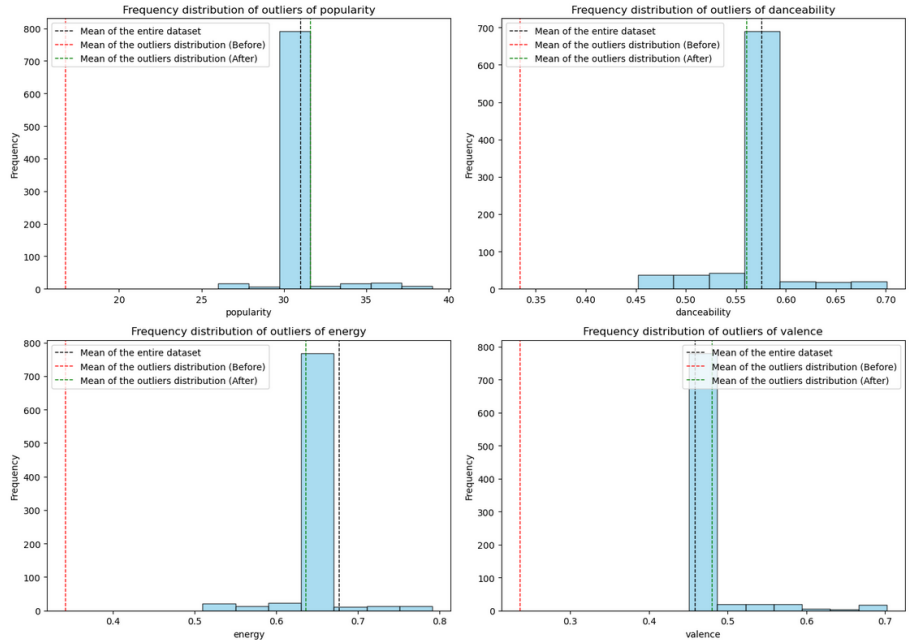 Frequency distribution of outliers of popularity
Mean of the entire dataset
Mean of the outliers distribution (Before)
Mean of the outliers distribution (After)
800
700
600
500
400
300
200
100
0
Frequency
20
25
30
35
40
popularity
Frequency distribution of outliers of danceability
Mean of the entire dataset
Mean of the outliers distribution (Before)
Mean of the outliers distribution (After)
700
600
500
400
300
200
100
0
Frequency
0.35
0.40
0.45
0.50
0.55
0.60
0.65
0.70
danceability
Frequency distribution of outliers of energy
Mean of the entire dataset
Mean of the outliers distribution (Before)
Mean of the outliers distribution (After)
800
700
600
500
400
300
200
100
0
Frequency
0.4
0.5
0.6
0.7
0.8
energy
Frequency distribution of outliers of valence
Mean of the entire dataset
Mean of the outliers distribution (Before)
Mean of the outliers distribution (After)
800
700
600
500
400
300
200
100
0
Frequency
0.3
0.4
0.5
0.6
0.7
valence